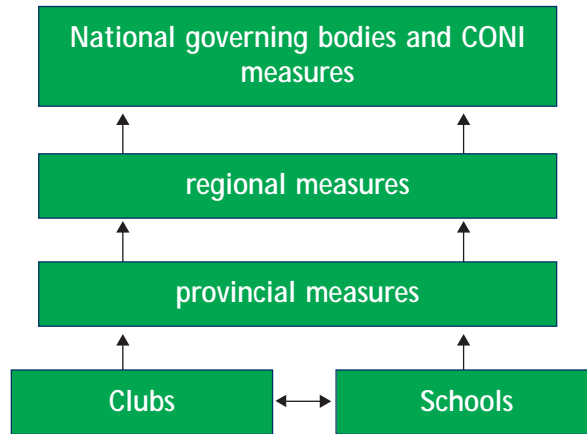 National governing bodies and CONI
measures
regional measures
provincial measures
Clubs
Schools